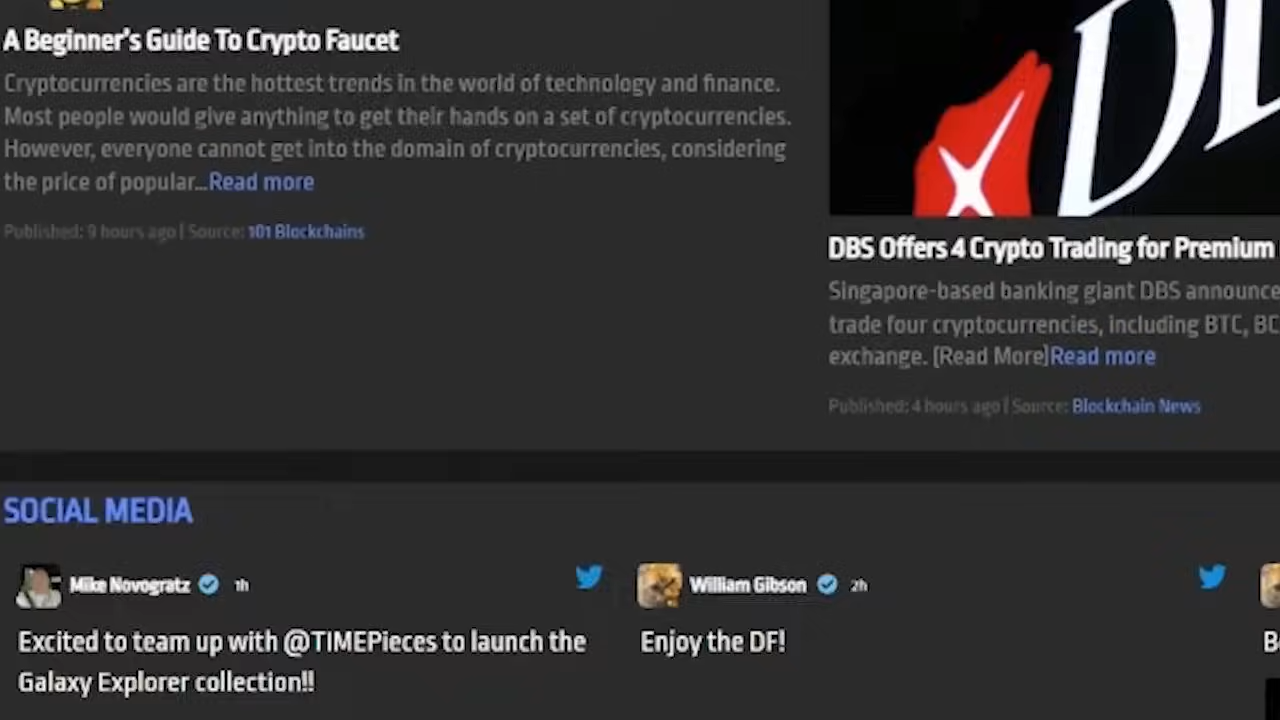 A Beginner's Guide To Crypto Faucet
Cryptocurrencies are the hottest trends in the world of technology and finance.
Most people would give anything to get their hands on a set of cryptocurrencies.
However, everyone cannot get into the domain of cryptocurrencies, considering
the price of popular...Read more
Published: 9 hours ago | Source: 101 Blockchains
D
DBS Offers 4 Crypto Trading for Premium
Singapore-based banking giant DBS announce
trade four cryptocurrencies, including BTC, BC
exchange. [Read More]Read more
Published: 4 hours ago | Source: Blockchain News
SOCIAL MEDIA
Mike Novogratz 1h
Excited to team up with @TIMEPieces to launch the
Galaxy Explorer collection!!
William Gibson 2h
Enjoy the DF!